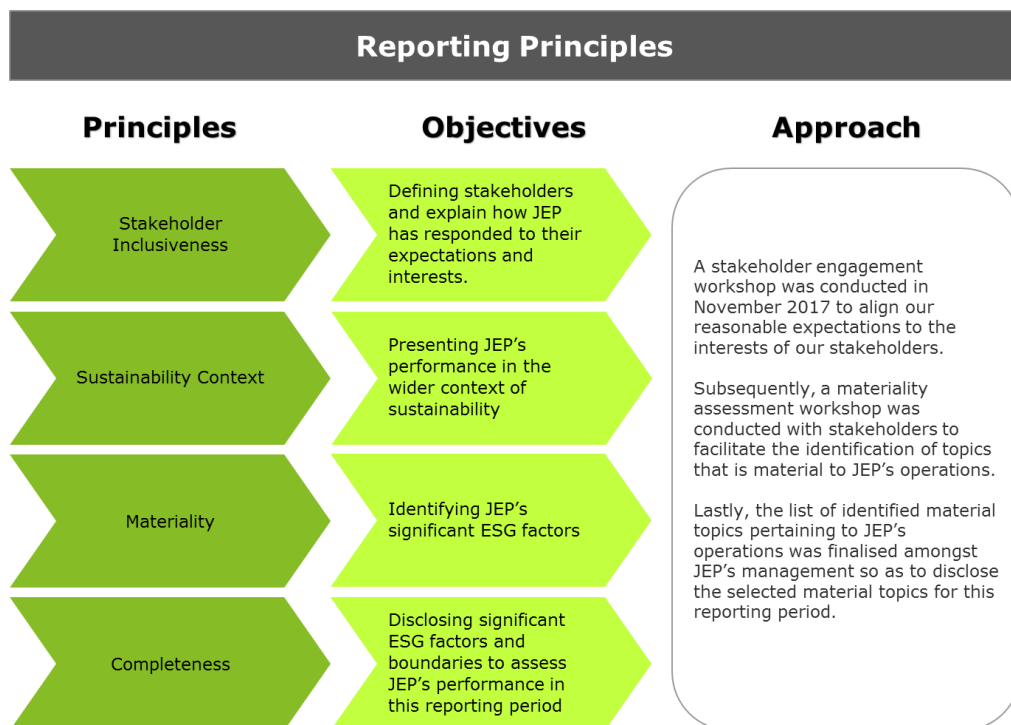 Reporting Principles
Principles
Objectives
Approach
Stakeholder
Inclusiveness
Defining stakeholders
and explain how JEP
has responded to their
expectations and
interests.
Sustainability Context
Presenting JEP’s
performance in the
wider context of
sustainability
Materiality
Identifying JEP’s
significant ESG factors
Completeness
Disclosing significant
ESG factors and
boundaries to assess
JEP’s performance in
this reporting period
A stakeholder engagement
workshop was conducted in
November 2017 to align our
reasonable expectations to the
interests of our stakeholders.
Subsequently, a materiality
assessment workshop was
conducted with stakeholders to
facilitate the identification of topics
that is material to JEP’s operations.
Lastly, the list of identified material
topics pertaining to JEP’s
operations was finalised amongst
JEP’s management so as to disclose
the selected material topics for this
reporting period.